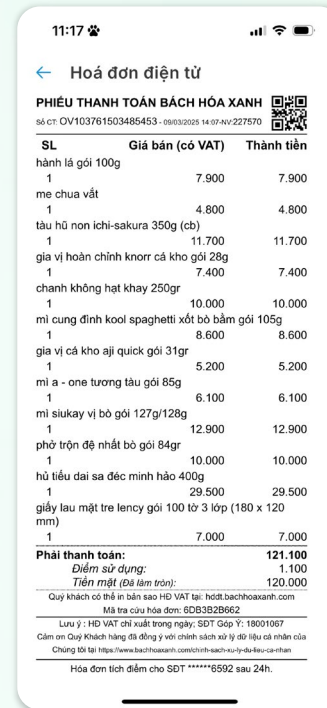 11:17
Hoá đơn điện tử
PHIẾU THANH TOÁN BÁCH HÓA XANH
Số CT: OV103761503485453 - 09/03/2025 14:07-NV:227570
SL Giá bán (có VAT) Thành tiền
hành lá gói 100g
1 7.900 7.900
me chua vắt
1 4.800 4.800
tàu hũ non ichi-sakura 350g (cb)
1 11.700 11.700
gia vị hoàn chỉnh knorr cá kho gói 28g
1 7.400 7.400
chanh không hạt khay 250gr
1 10.000 10.000
mì cung đình kool spaghetti xốt bò bằm gói 105g
1 8.600 8.600
gia vị cá kho aji quick gói 31gr
1 5.200 5.200
mì a - one tương tàu gói 85g
1 6.100 6.100
mì siukay vị bò gói 127g/128g
1 12.900 12.900
phở trộn đệ nhất bò gói 84gr
1 10.000 10.000
hủ tiếu dai sa đéc minh hảo 400g
1 29.500 29.500
giấy lau mặt tre lency gói 100 tờ 3 lớp (180 x 120
mm)
1 7.000 7.000
Phải thanh toán: 121.100
Điểm sử dụng: 1.100
Tiền mặt (Đã làm tròn): 120.000
Quý khách có thể in bản sao HĐ VAT tại: hddt.bachhoaxanh.com
Mã tra cứu hóa đơn: 6DB3B2B662
Lưu ý : HĐ VAT chỉ xuất trong ngày; SĐT Góp Ý: 18001067
Cảm ơn Quý Khách hàng đã đồng ý với chính sách xử lý dữ liệu cá nhân của
Chúng tôi tại https://www.bachhoaxanh.com/chinh-sach-xu-ly-du-lieu-ca-nhan
Hóa đơn tích điểm cho SĐT ******6592 sau 24h.